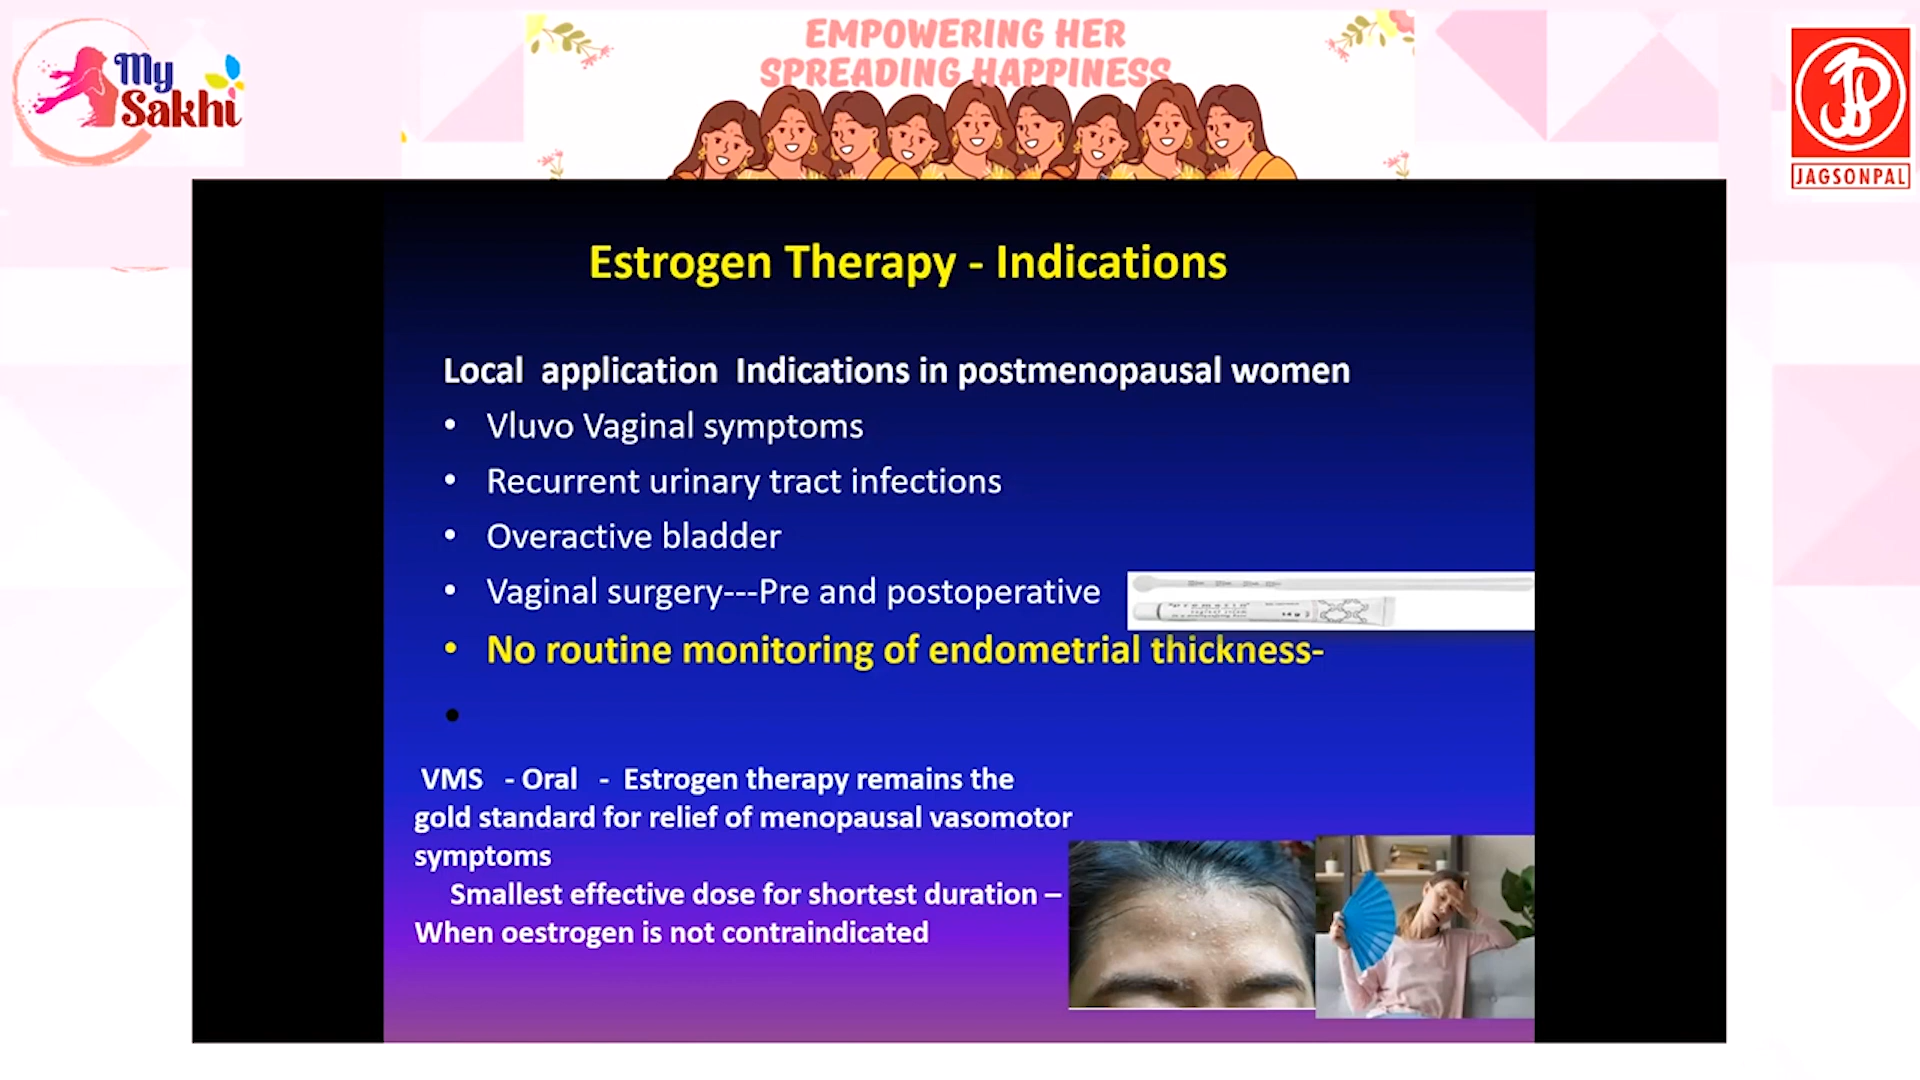 My
Sakhi
EMPOWERING HER
SPREADING HAPPINESS
JAGSONPAL
Estrogen Therapy - Indications
Local application Indications in postmenopausal women
• Vluvo Vaginal symptoms
• Recurrent urinary tract infections
• Overactive bladder
• Vaginal surgery---Pre and postoperative
• No routine monitoring of endometrial thickness-
•
VMS - Oral - Estrogen therapy remains the
gold standard for relief of menopausal vasomotor
symptoms
Smallest effective dose for shortest duration –
When oestrogen is not contraindicated